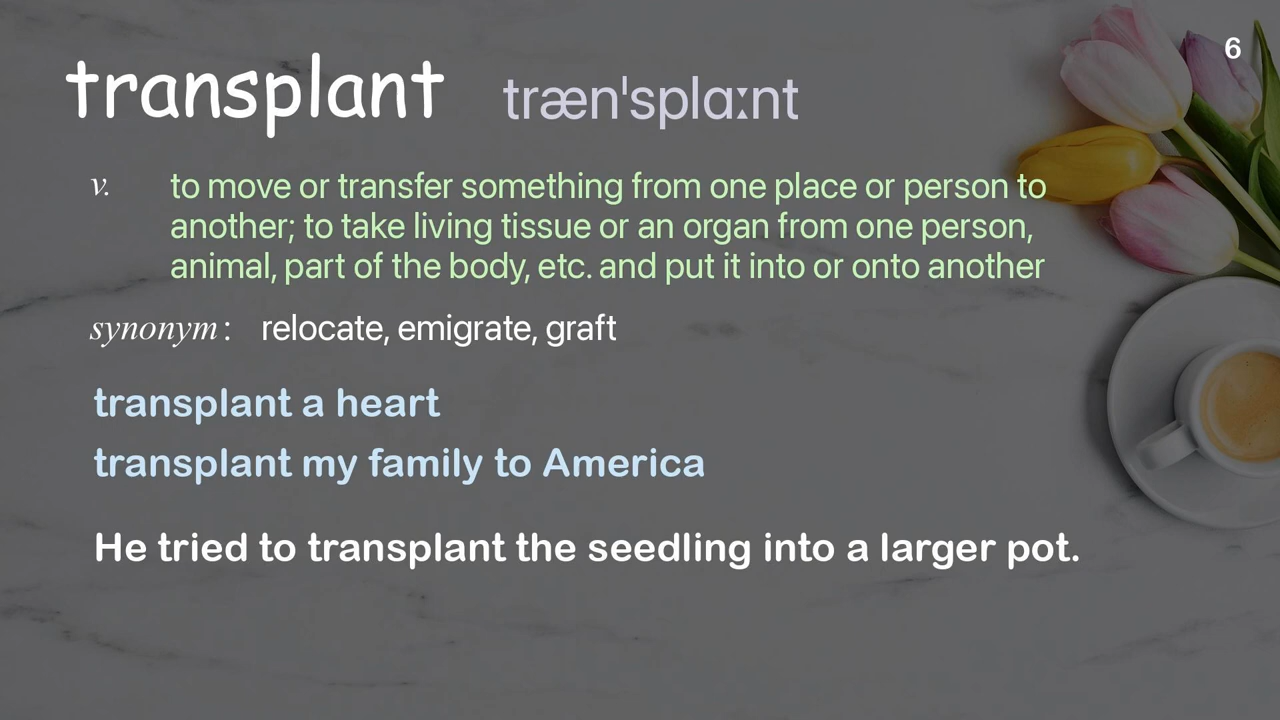 6
transplant træn'splɑːnt
v. to move or transfer something from one place or person to
another; to take living tissue or an organ from one person,
animal, part of the body, etc. and put it into or onto another
synonym: relocate, emigrate, graft
transplant a heart
transplant my family to America
He tried to transplant the seedling into a larger pot.